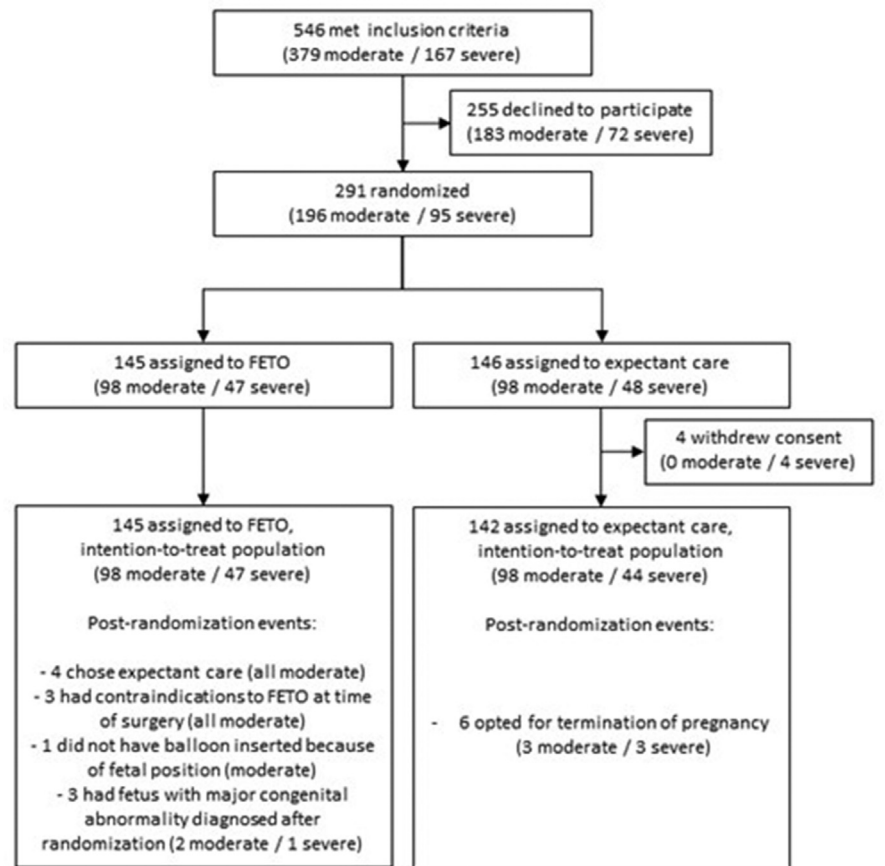 546 met inclusion criteria
(379 moderate / 167 severe)
255 declined to participate
(183 moderate / 72 severe)
291 randomized
(196 moderate / 95 severe)
145 assigned to FETO
(98 moderate / 47 severe)
146 assigned to expectant care
(98 moderate / 48 severe)
4 withdrew consent
(0 moderate / 4 severe)
145 assigned to FETO,
intention-to-treat population
(98 moderate / 47 severe)
Post-randomization events:
- 4 chose expectant care (all moderate)
- 3 had contraindications to FETO at time
of surgery (all moderate)
- 1 did not have balloon inserted because
of fetal position (moderate)
- 3 had fetus with major congenital
abnormality diagnosed after
randomization (2 moderate / 1 severe)
142 assigned to expectant care,
intention-to-treat population
(98 moderate / 44 severe)
Post-randomization events:
- 6 opted for termination of pregnancy
(3 moderate / 3 severe)